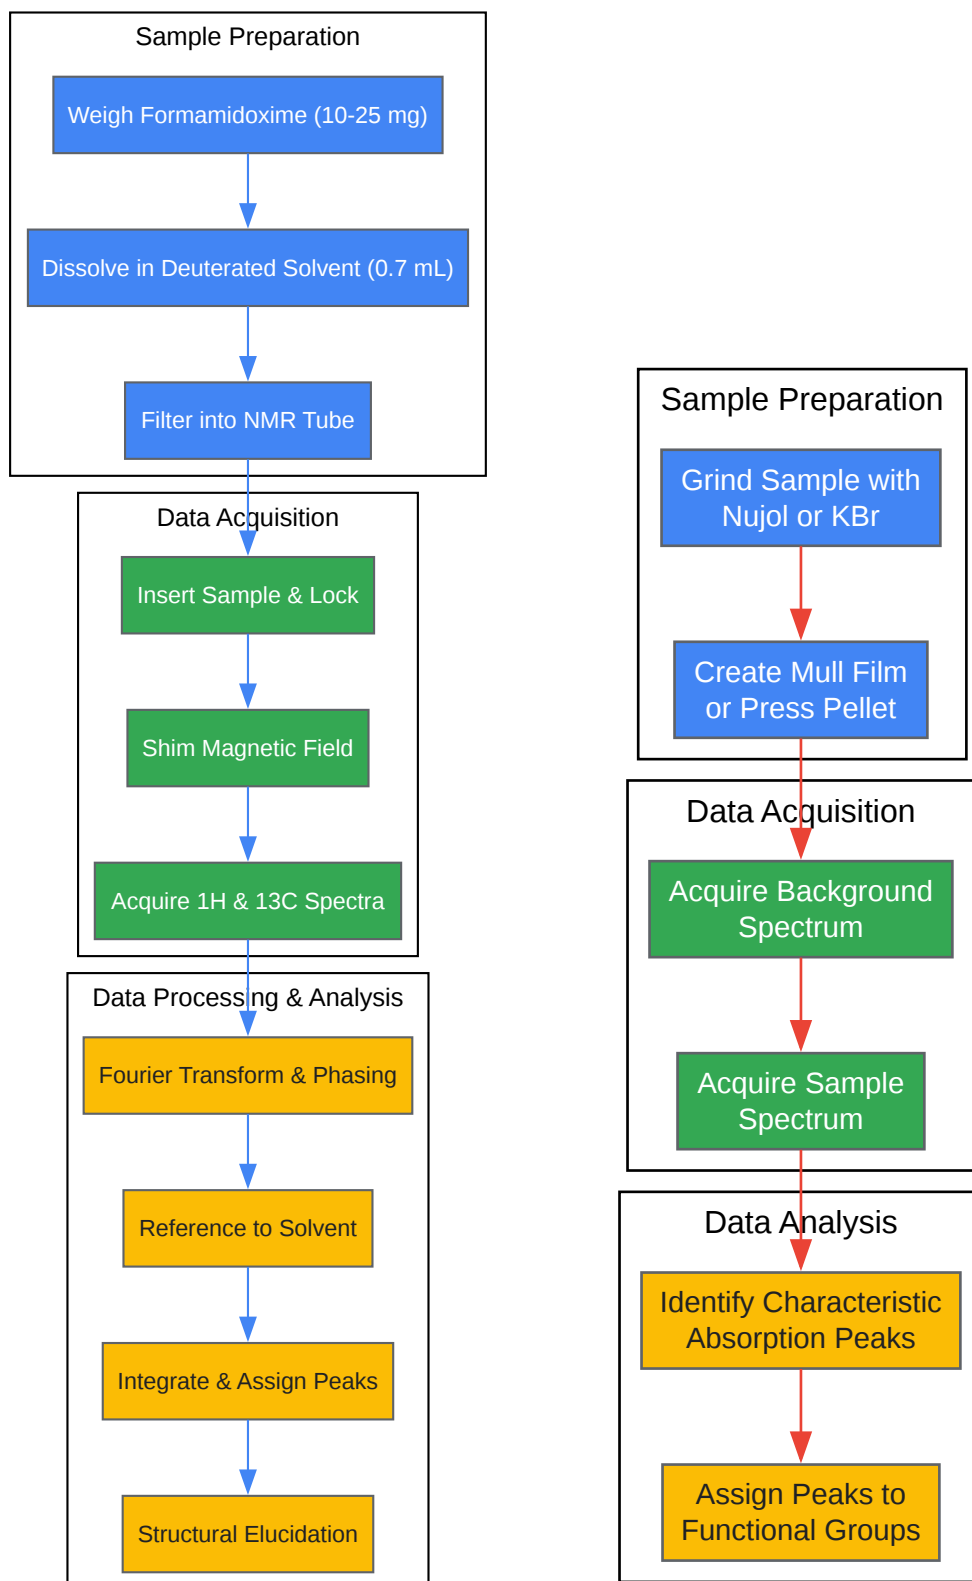 Sample Preparation
Weigh Formamidoxime (10-25 mg)
Dissolve in Deuterated Solvent (0.7 mL)
Filter into NMR Tube
Data Acquisition
Insert Sample & Lock
Shim Magnetic Field
Acquire 1H & 13C Spectra
Data Processing & Analysis
Fourier Transform & Phasing
Reference to Solvent
Integrate & Assign Peaks
Structural Elucidation
Sample Preparation
Grind Sample with
Nujol or KBr
Create Mull Film
or Press Pellet
Data Acquisition
Acquire Background
Spectrum
Acquire Sample
Spectrum
Data Analysis
Identify Characteristic
Absorption Peaks
Assign Peaks to
Functional Groups